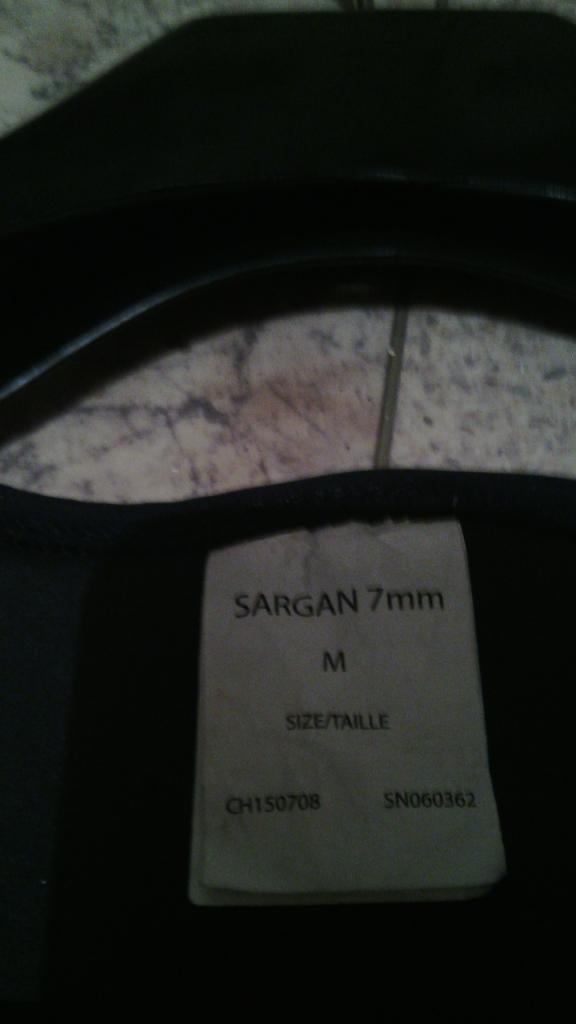 SARGAN 7mm
M
SIZE/TAILLE
CH150708 SN060362